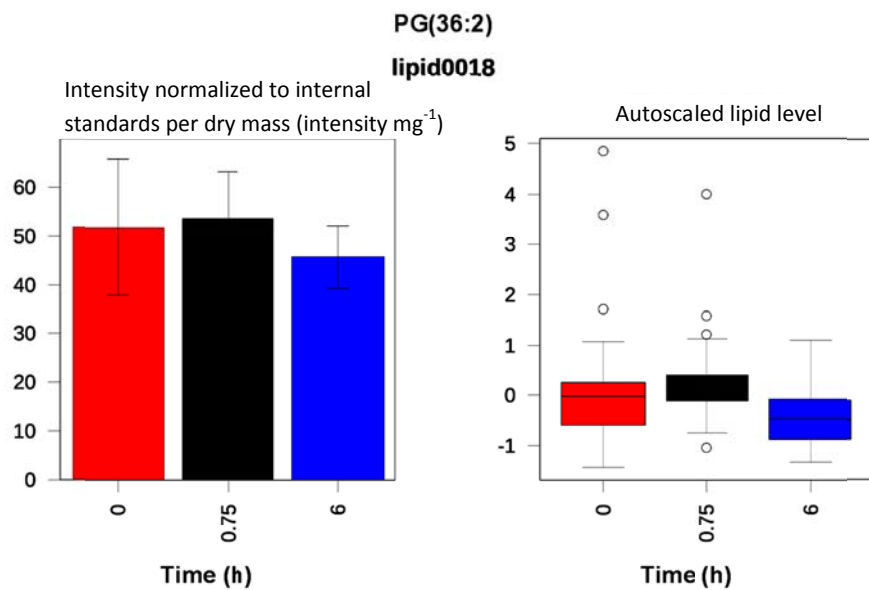 PG(36:2)
lipid0018
Intensity normalized to internal
standards per dry mass (intensity mg⁻¹)
60
50
40
30
20
10
0
0
0.75
6
Time (h)
Autoscaled lipid level
5
4
3
2
1
0
-1
0
0.75
6
Time (h)